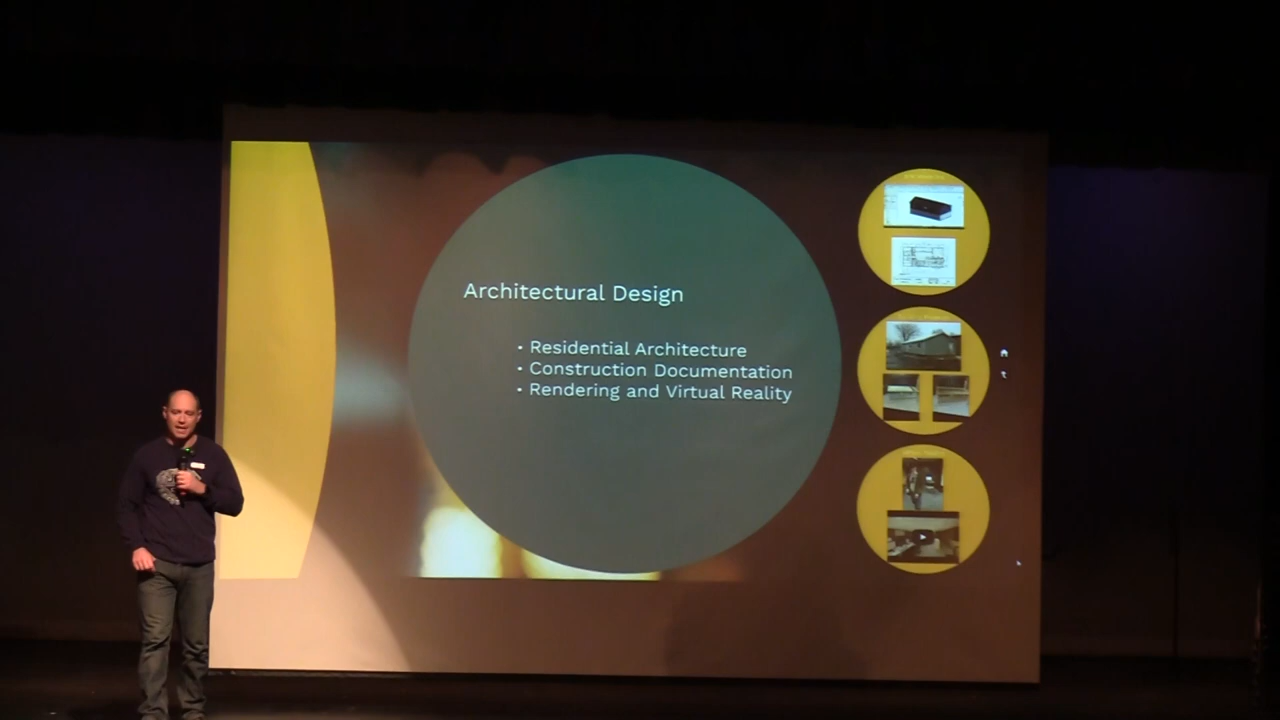 Architectural Design
• Residential Architecture
• Construction Documentation
• Rendering and Virtual Reality